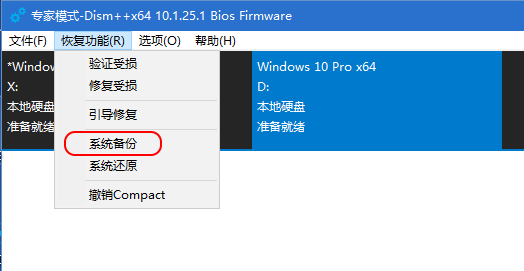 专家模式-Dism++x64 10.1.25.1 Bios Firmware
文件(F) 恢复功能(R) 选项(O) 帮助(H)
*Window
X:
本地硬盘
准备就绪
验证受损
修复受损
引导修复
系统备份
系统还原
撤销Compact
Windows 10 Pro x64
D:
本地硬盘
准备就绪